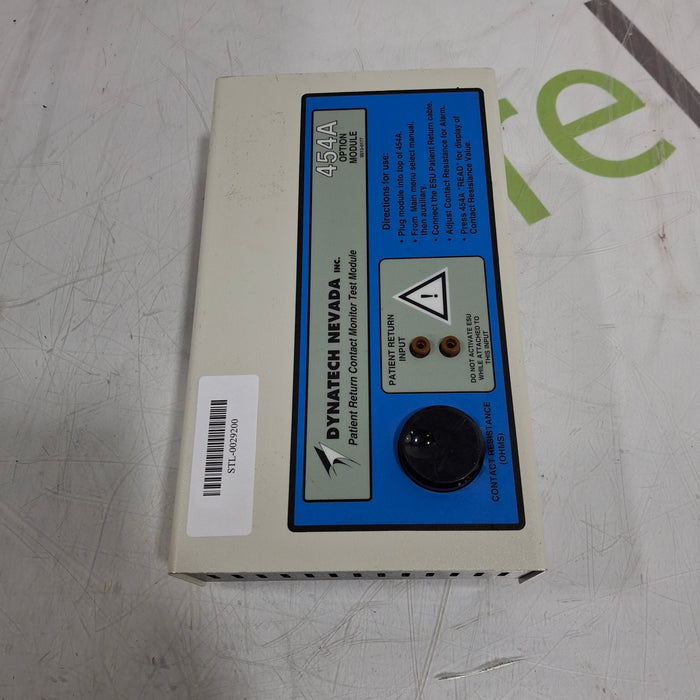 DYNATECH NEVADA INC.
Patient Return Contact Monitor Test Module
454A
OPTION
MODULE
Directions for use:
• Plug module into top of 454A.
• From Main menu select manual,
then auxiliary.
• Connect the ESU Patient Return cable.
• Adjust Contact Resistance for Alarm.
• Press 454A "READ" for display of
Contact Resistance Value.
PATIENT RETURN
INPUT
!
DO NOT ACTIVATE ESU
WHILE ATTACHED TO
THIS INPUT
CONTACT RESISTANCE
(OHMS)
STL-0029200